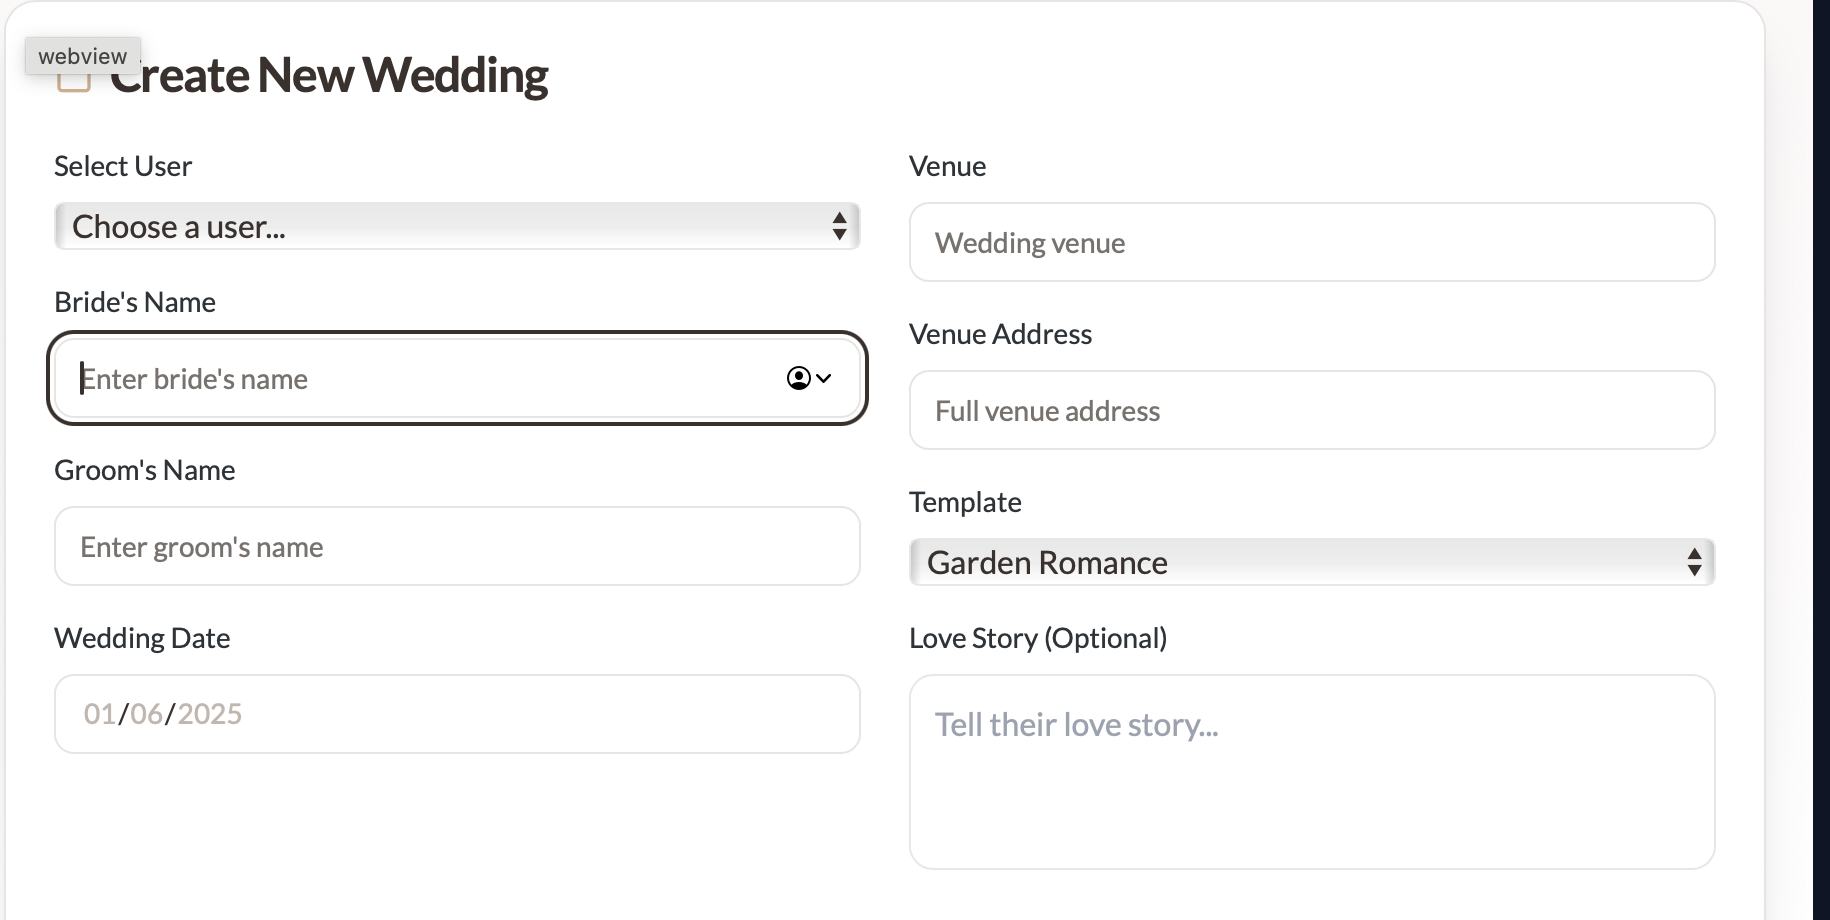 webview
Create New Wedding
Select User
Choose a user...
Bride's Name
Enter bride's name
Groom's Name
Enter groom's name
Wedding Date
01/06/2025
Venue
Wedding venue
Venue Address
Full venue address
Template
Garden Romance
Love Story (Optional)
Tell their love story...